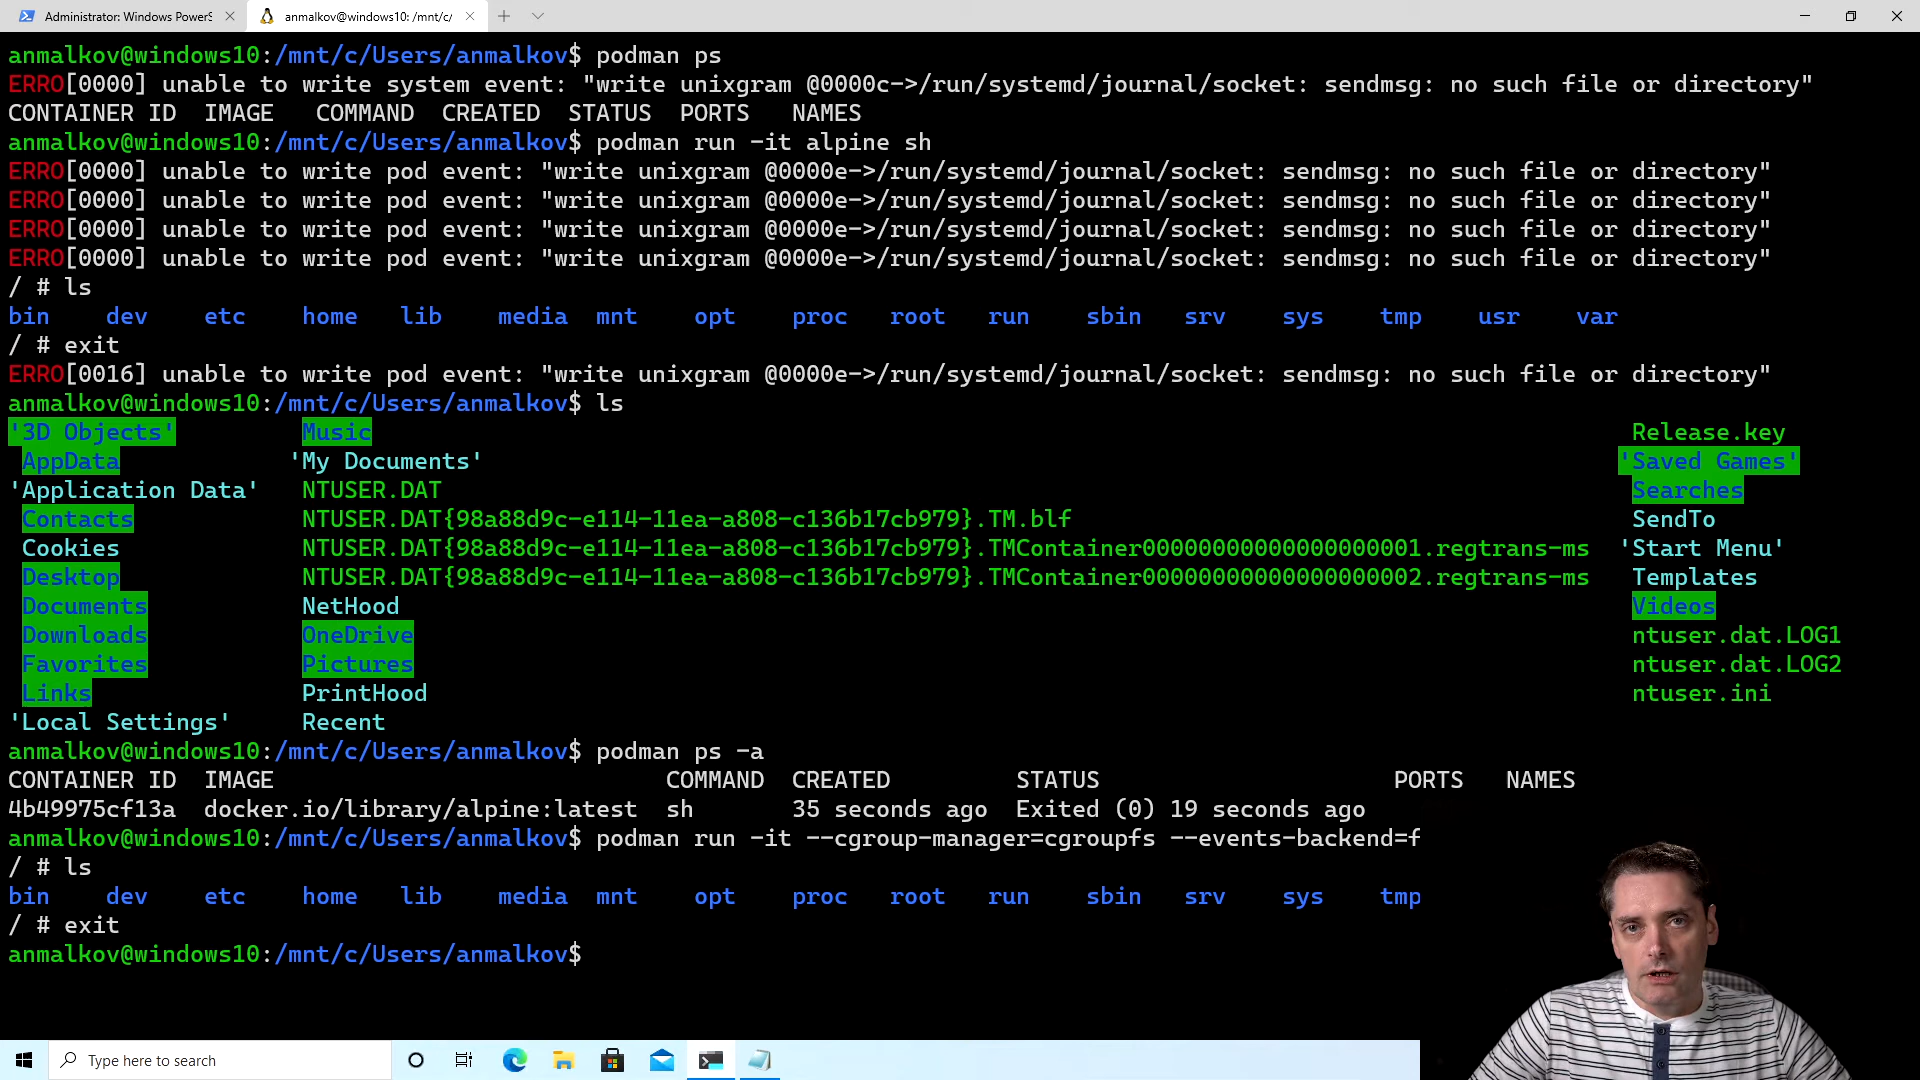 Administrator: Windows PowerS
anmalkov@windows10: /mnt/c/
anmalkov@windows10:/mnt/c/Users/anmalkov$ podman ps
ERRO[0000] unable to write system event: "write unixgram @0000c->/run/systemd/journal/socket: sendmsg: no such file or directory"
CONTAINER ID  IMAGE   COMMAND  CREATED  STATUS  PORTS   NAMES
anmalkov@windows10:/mnt/c/Users/anmalkov$ podman run -it alpine sh
ERRO[0000] unable to write pod event: "write unixgram @0000e->/run/systemd/journal/socket: sendmsg: no such file or directory"
ERRO[0000] unable to write pod event: "write unixgram @0000e->/run/systemd/journal/socket: sendmsg: no such file or directory"
ERRO[0000] unable to write pod event: "write unixgram @0000e->/run/systemd/journal/socket: sendmsg: no such file or directory"
ERRO[0000] unable to write pod event: "write unixgram @0000e->/run/systemd/journal/socket: sendmsg: no such file or directory"
/ # ls
bin    dev    etc    home   lib    media  mnt    opt    proc   root   run    sbin   srv    sys    tmp    usr    var
/ # exit
ERRO[0016] unable to write pod event: "write unixgram @0000e->/run/systemd/journal/socket: sendmsg: no such file or directory"
anmalkov@windows10:/mnt/c/Users/anmalkov$ ls
'3D Objects'   Music   Release.key
AppData   'My Documents'   'Saved Games'
'Application Data'   NTUSER.DAT   Searches
Contacts   NTUSER.DAT{98a88d9c-e114-11ea-a808-c136b17cb979}.TM.blf   SendTo
Cookies   NTUSER.DAT{98a88d9c-e114-11ea-a808-c136b17cb979}.TMContainer00000000000000000001.regtrans-ms   'Start Menu'
Desktop   NTUSER.DAT{98a88d9c-e114-11ea-a808-c136b17cb979}.TMContainer00000000000000000002.regtrans-ms   Templates
Documents   NetHood   Videos
Downloads   OneDrive   ntuser.dat.LOG1
Favorites   Pictures   ntuser.dat.LOG2
Links   PrintHood   ntuser.ini
'Local Settings'   Recent
anmalkov@windows10:/mnt/c/Users/anmalkov$ podman ps -a
CONTAINER ID  IMAGE   COMMAND  CREATED   STATUS   PORTS   NAMES
4b49975cf13a  docker.io/library/alpine:latest  sh   35 seconds ago  Exited (0) 19 seconds ago
anmalkov@windows10:/mnt/c/Users/anmalkov$ podman run -it --cgroup-manager=cgroupfs --events-backend=f
/ # ls
bin    dev    etc    home   lib    media  mnt    opt    proc   root   run    sbin   srv    sys    tmp
/ # exit
anmalkov@windows10:/mnt/c/Users/anmalkov$
Type here to search